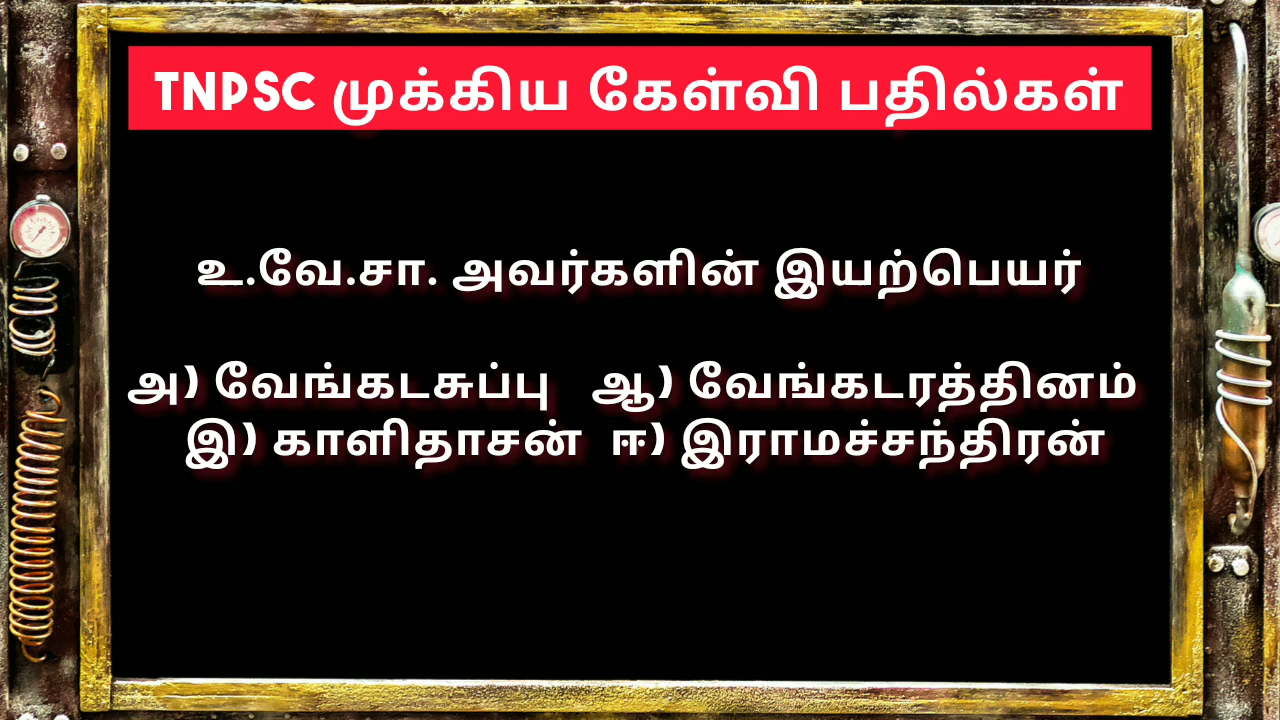 TNPSC முக்கிய கேள்வி பதில்கள்
உ.வே.சா. அவர்களின் இயற்பெயர்
அ) வேங்கடசுப்பு ஆ) வேங்கடரத்தினம்
இ) காளிதாசன் ஈ) இராமச்சந்திரன்